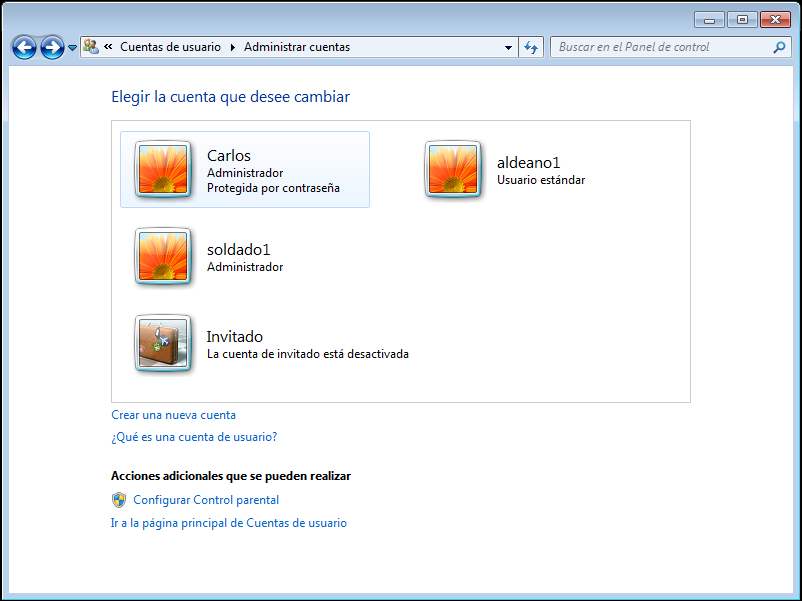 « Cuentas de usuario Administrar cuentas
Buscar en el Panel de control
Elegir la cuenta que desee cambiar
Carlos
Administrador
Protegida por contraseña
aldeano1
Usuario estándar
soldado1
Administrador
Invitado
La cuenta de invitado está desactivada
Crear una nueva cuenta
¿Qué es una cuenta de usuario?
Acciones adicionales que se pueden realizar
Configurar Control parental
Ir a la página principal de Cuentas de usuario